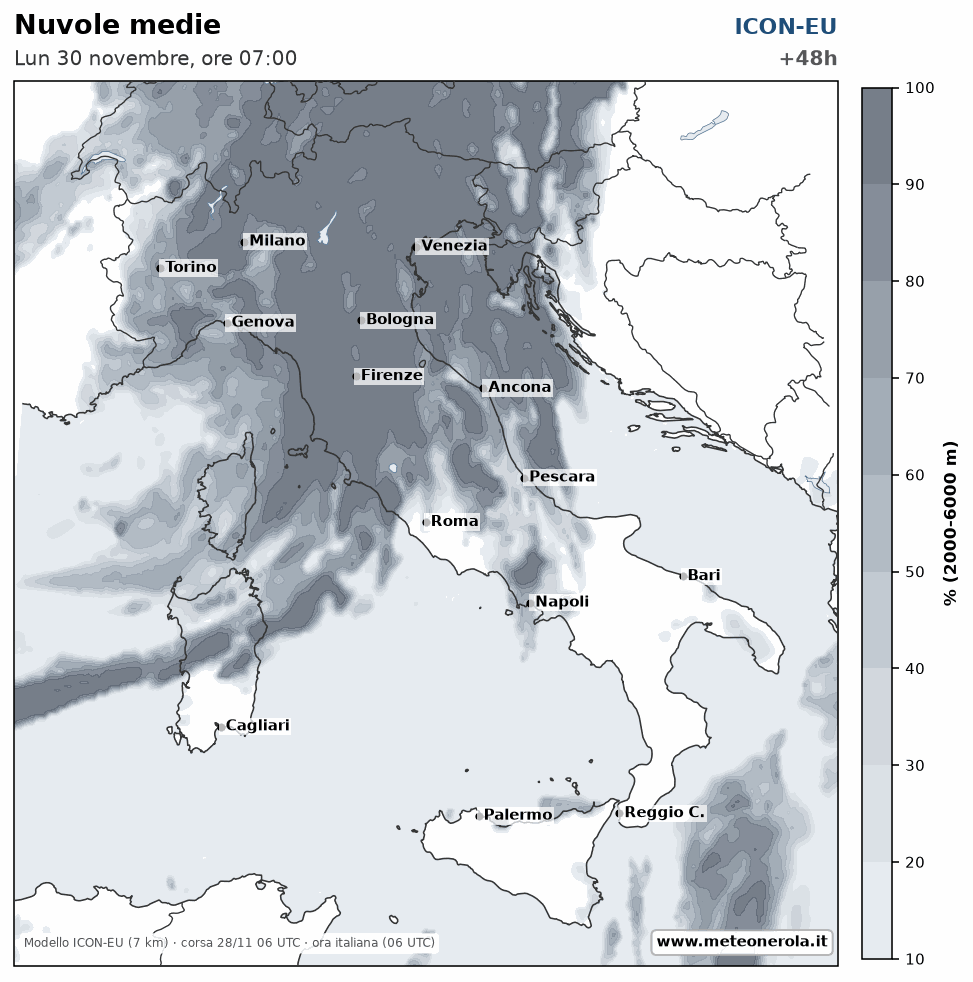 Nuvole medie
ICON-EU
Lun 30 novembre, ore 07:00
+48h
100
90
80
70
60
50
40
30
20
10
% (2000-6000 m)
Milano
Venezia
Torino
Genova
Bologna
Firenze
Ancona
Pescara
Roma
Bari
Napoli
Cagliari
Palermo
Reggio C.
Modello ICON-EU (7 km) · corsa 28/11 06 UTC · ora italiana (06 UTC)
www.meteonerola.it